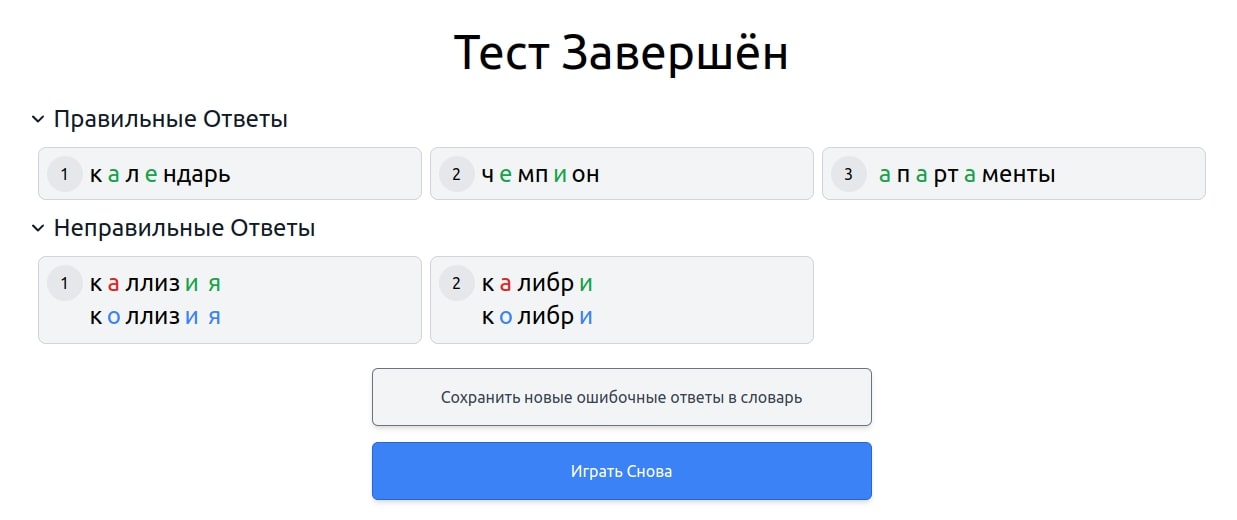 Тест Завершён
Правильные Ответы
1 календарь
2 чемпион
3 апартаменты
Неправильные Ответы
1 каллизия
коллизия
2 калибри
колибри
Сохранить новые ошибочные ответы в словарь
Играть Снова